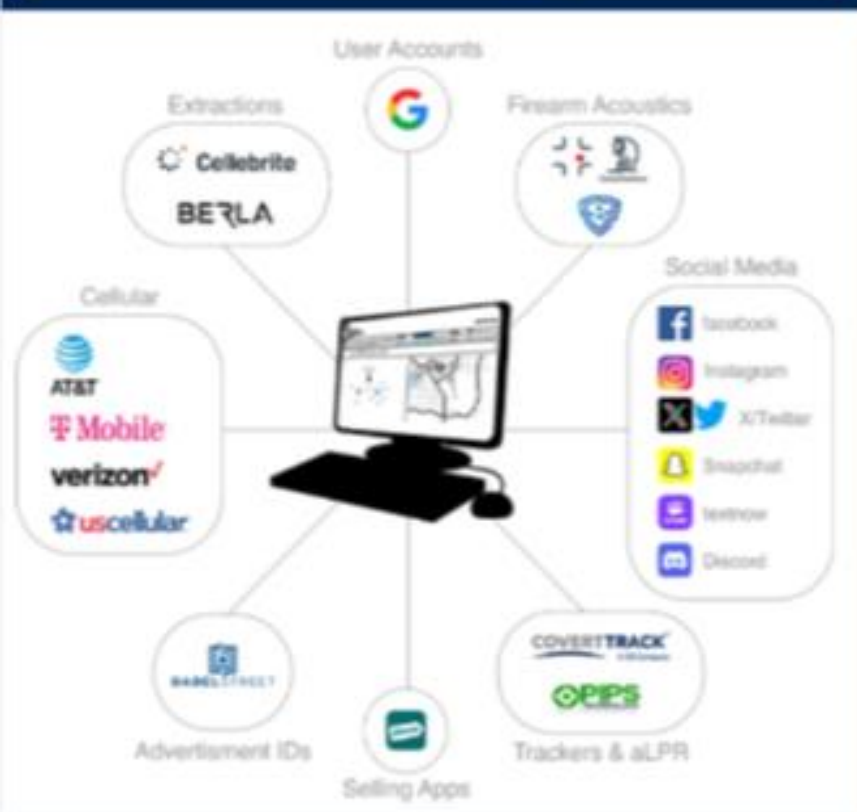 User Accounts
G
Extractions
Cellebrite
BERLA
Firearm Acoustics
Social Media
facebook
Instagram
X/Twitter
Snapchat
textnow
Discord
Cellular
AT&T
T Mobile
verizon
uscellular
BABELSTREET
Advertisment IDs
Selling Apps
COVERTTRACK
PIPS
Trackers & aLPR